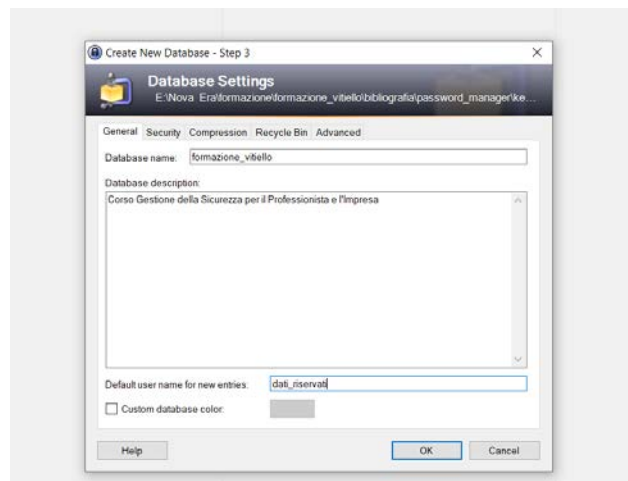 Create New Database - Step 3
Database Settings
E:\Nova Era\formazione\formazione_vitiello\bibliografia\password_manager\ke...
General Security Compression Recycle Bin Advanced
Database name: formazione_vitiello
Database description:
Corso Gestione della Sicurezza per il Professionista e l'Impresa
Default user name for new entries: dati_riservati
Custom database color:
Help OK Cancel